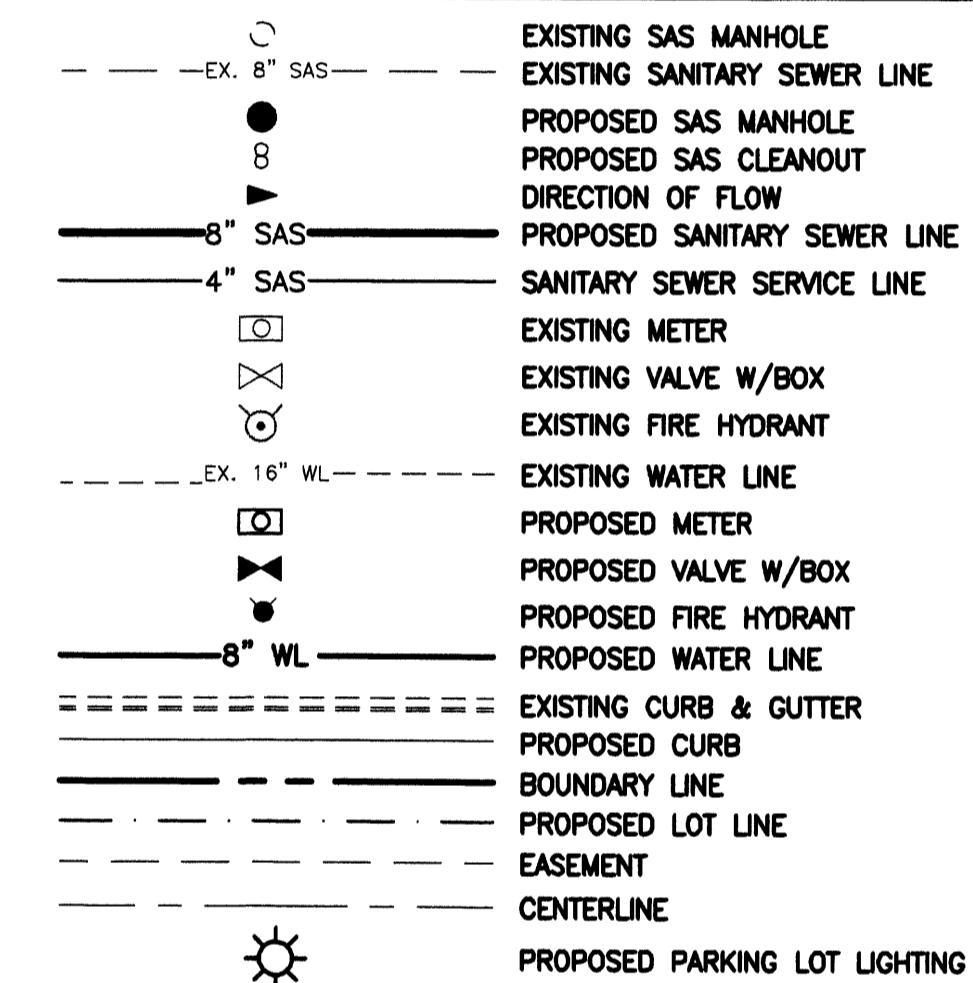 EXISTING SAS MANHOLE
EX. 8" SAS EXISTING SANITARY SEWER LINE
PROPOSED SAS MANHOLE
PROPOSED SAS CLEANOUT
DIRECTION OF FLOW
8" SAS PROPOSED SANITARY SEWER LINE
4" SAS SANITARY SEWER SERVICE LINE
EXISTING METER
EXISTING VALVE W/BOX
EXISTING FIRE HYDRANT
EX. 16" WL EXISTING WATER LINE
PROPOSED METER
PROPOSED VALVE W/BOX
PROPOSED FIRE HYDRANT
8" WL PROPOSED WATER LINE
EXISTING CURB & GUTTER
PROPOSED CURB
BOUNDARY LINE
PROPOSED LOT LINE
EASEMENT
CENTERLINE
PROPOSED PARKING LOT LIGHTING